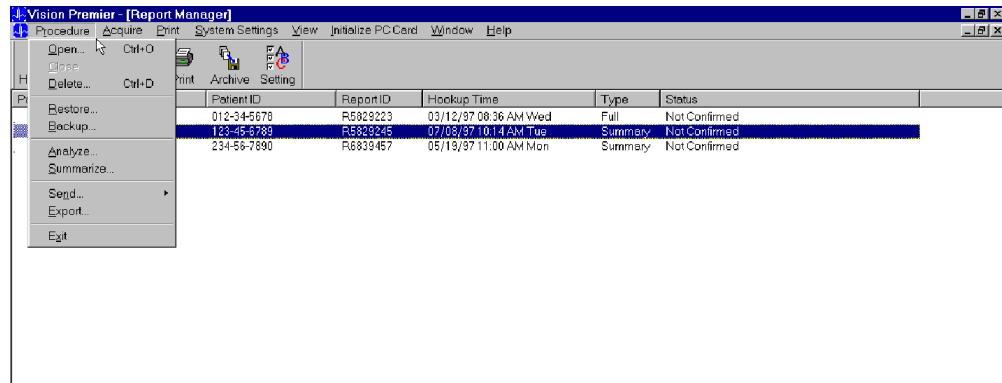 Vision Premier - [Report Manager]
Procedure Acquire Print System Settings View Initialize PC Card Window Help
Open... Ctrl+O
Close
Delete... Ctrl+D
Restore...
Backup...
Analyze...
Summarize...
Send...
Export...
Exit
H Print Archive Setting
P Patient ID Report ID Hookup Time Type Status
012-34-5678 R5829223 03/12/97 08:36 AM Wed Full Not Confirmed
123-45-6789 R5829245 07/08/97 10:14 AM Tue Summary Not Confirmed
234-56-7890 R6839457 05/19/97 11:00 AM Mon Summary Not Confirmed